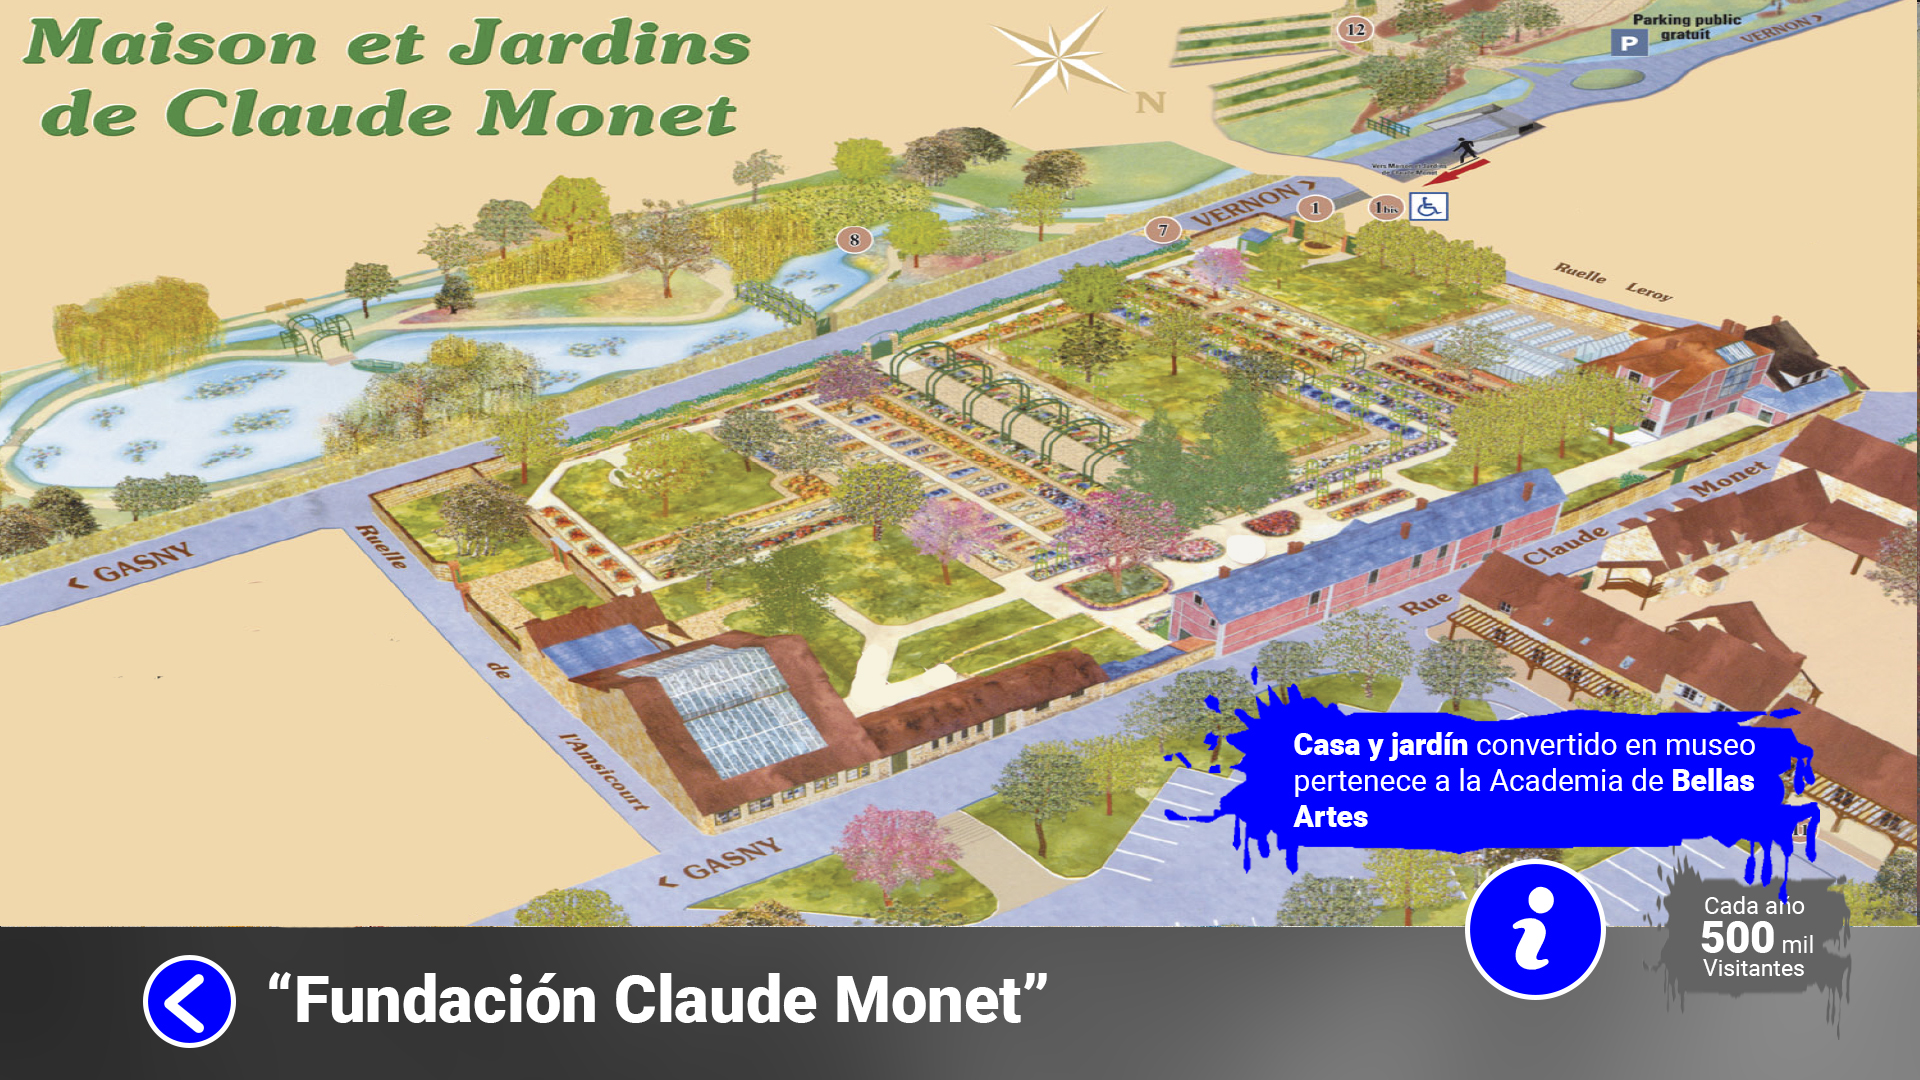 Maison et Jardins
de Claude Monet
N
12
Parking public
gratuit
P
VERNON >
Vers Maison et Jardins
de Claude Monet
VERNON >
1
1bis
7
8
Ruelle Leroy
< GASNY
Ruelle
de
l'Amsicourt
Rue Claude Monet
< GASNY
Casa y jardín convertido en museo
pertenece a la Academia de Bellas
Artes
i
Cada año
500 mil
Visitantes
“Fundación Claude Monet”